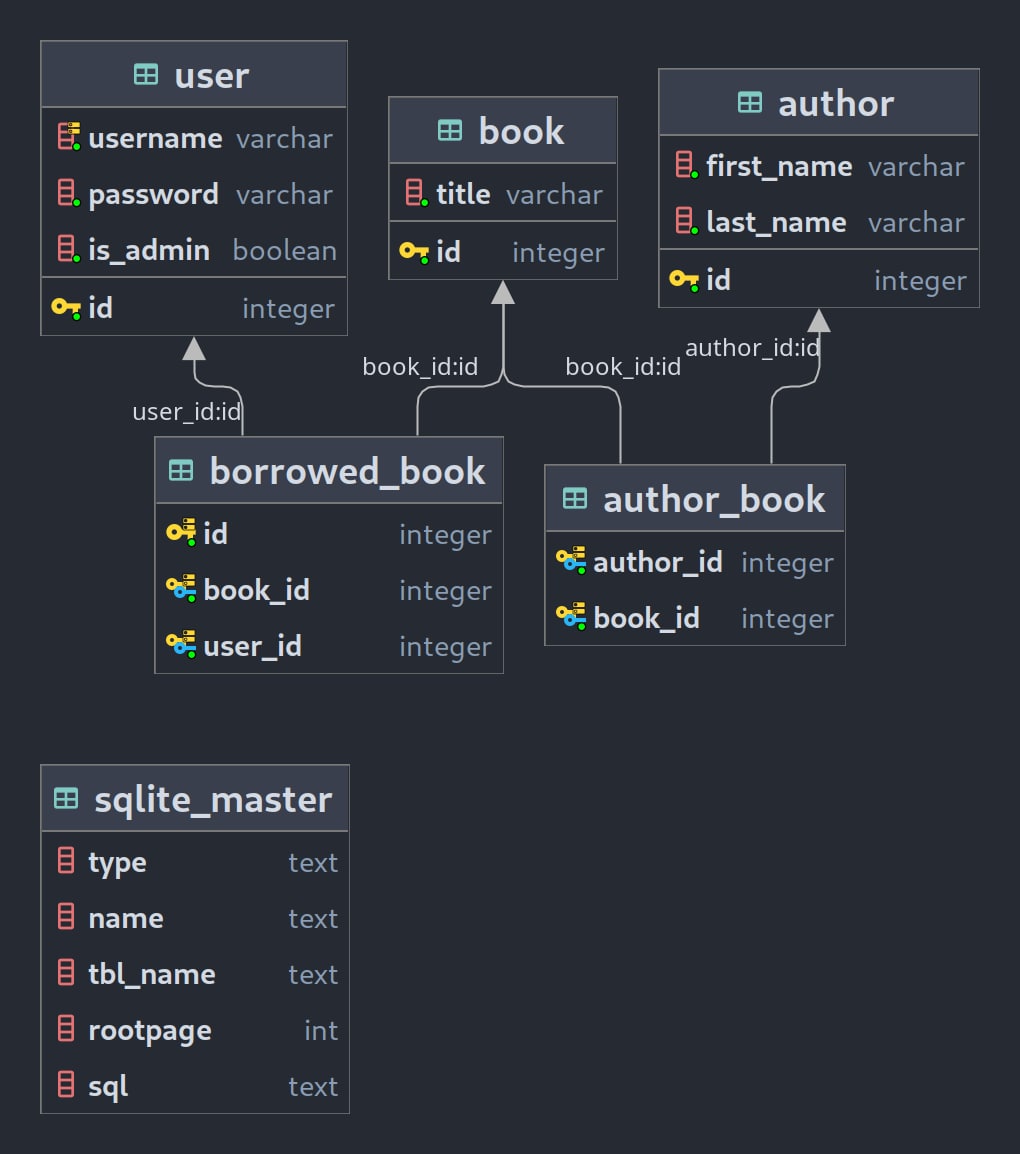 user
username varchar
password varchar
is_admin boolean
id integer
book
title varchar
id integer
author
first_name varchar
last_name varchar
id integer
user_id:id
book_id:id
book_id:id
author_id:id
borrowed_book
id integer
book_id integer
user_id integer
author_book
author_id integer
book_id integer
sqlite_master
type text
name text
tbl_name text
rootpage int
sql text